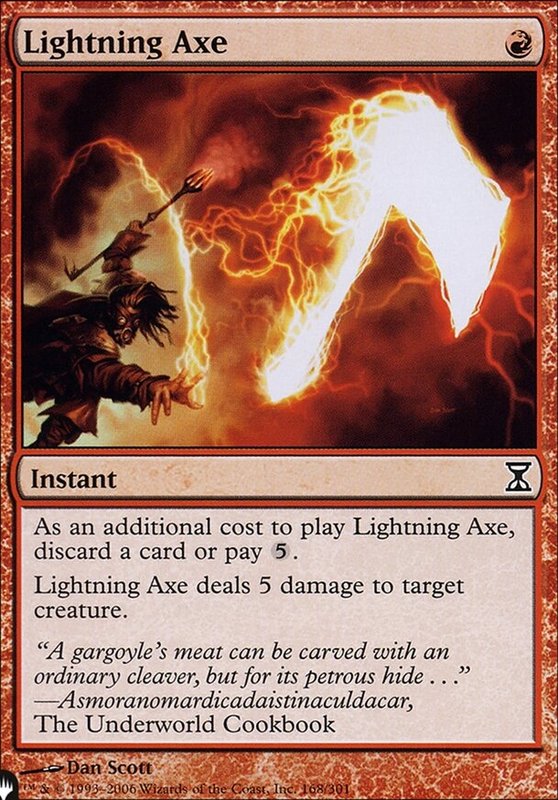 Lightning Axe
Instant
As an additional cost to play Lightning Axe,
discard a card or pay 5.
Lightning Axe deals 5 damage to target
creature.
“A gargoyle’s meat can be carved with an
ordinary cleaver, but for its petrous hide . . .”
—Asmoranomardicadaistinaculdacar,
The Underworld Cookbook
Dan Scott
™ & © 1993–2006 Wizards of the Coast, Inc. 168/301